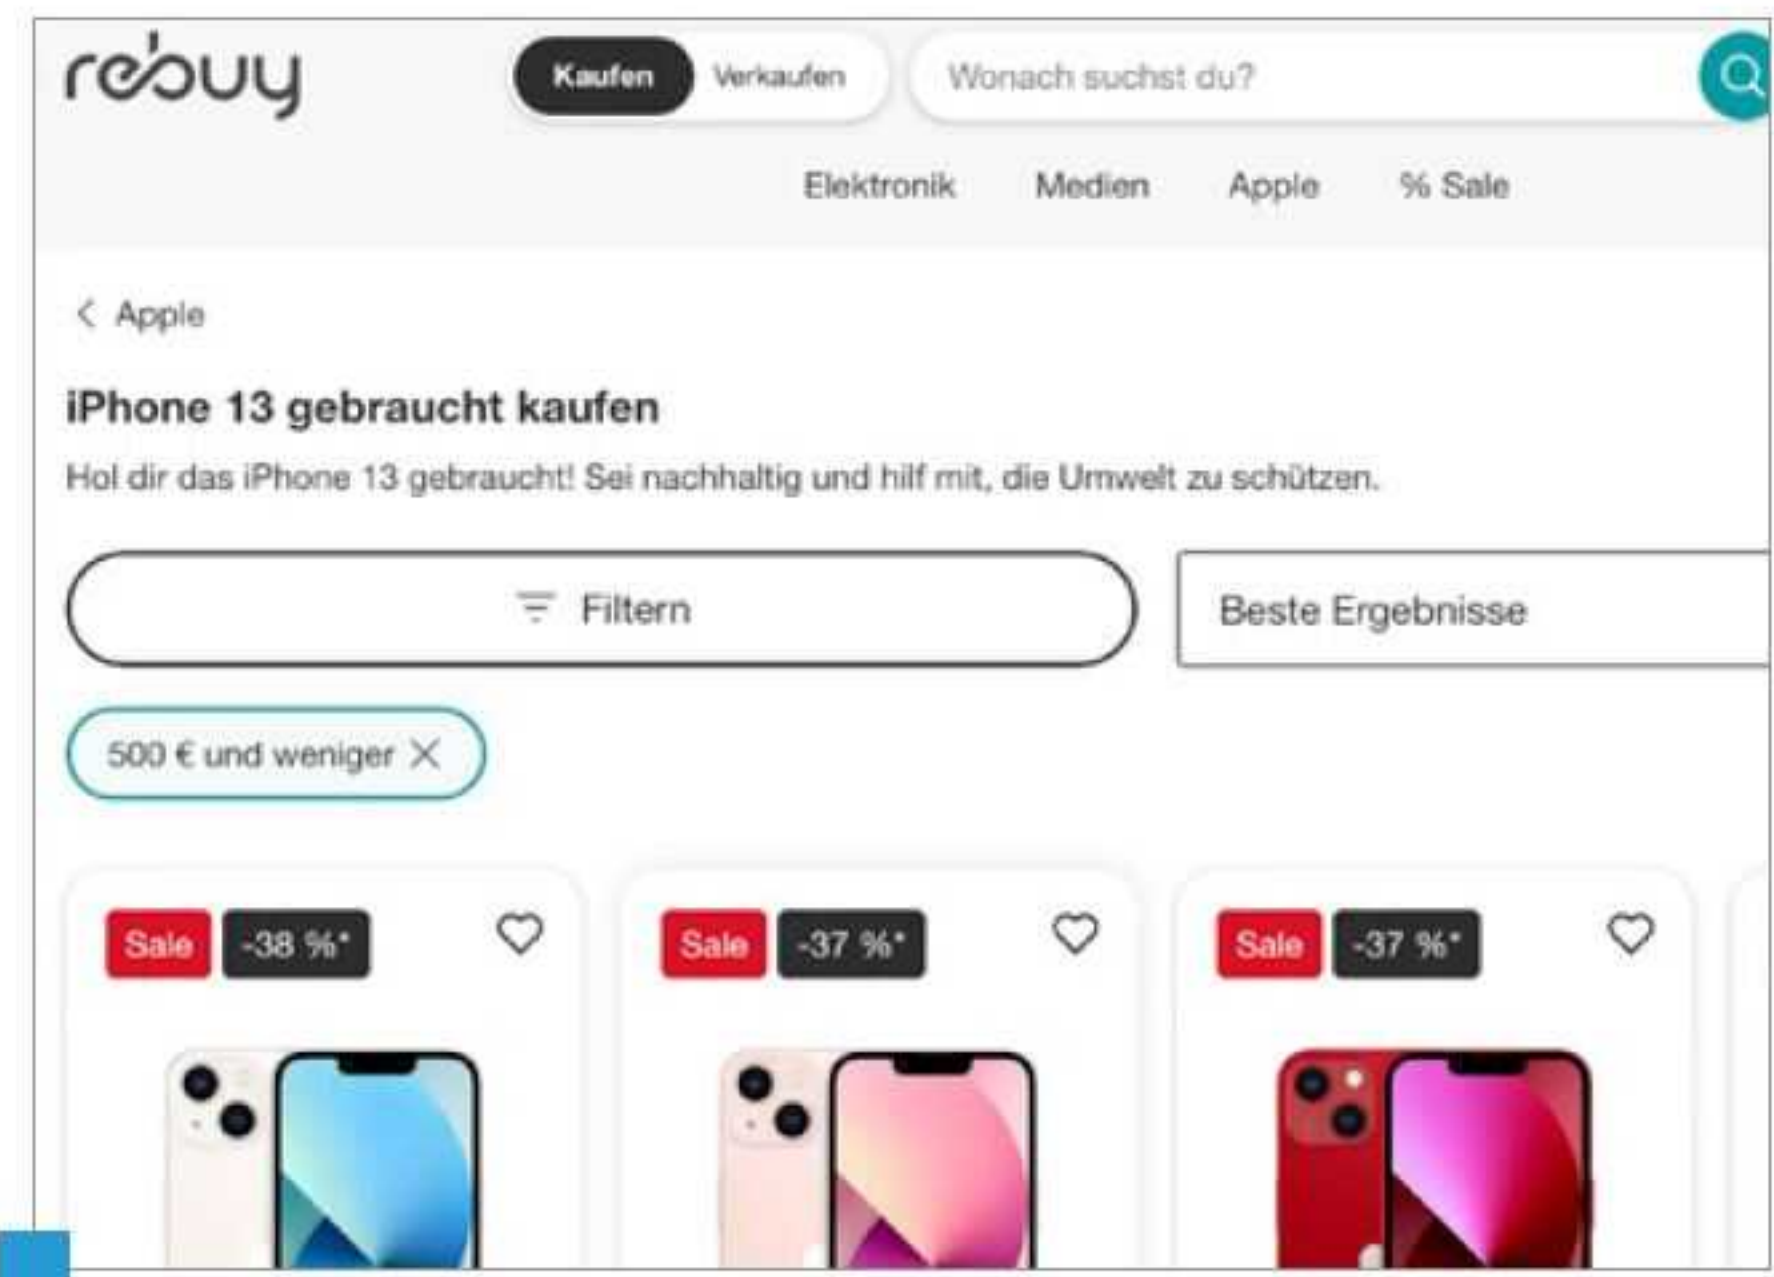 rebuy
Kaufen Verkaufen Wonach suchst du?
Elektronik Medien Apple % Sale
< Apple
iPhone 13 gebraucht kaufen
Hol dir das iPhone 13 gebraucht! Sei nachhaltig und hilf mit, die Umwelt zu schützen.
Filtern Beste Ergebnisse
500 € und weniger ×
Sale -38 %* Sale -37 %* Sale -37 %*